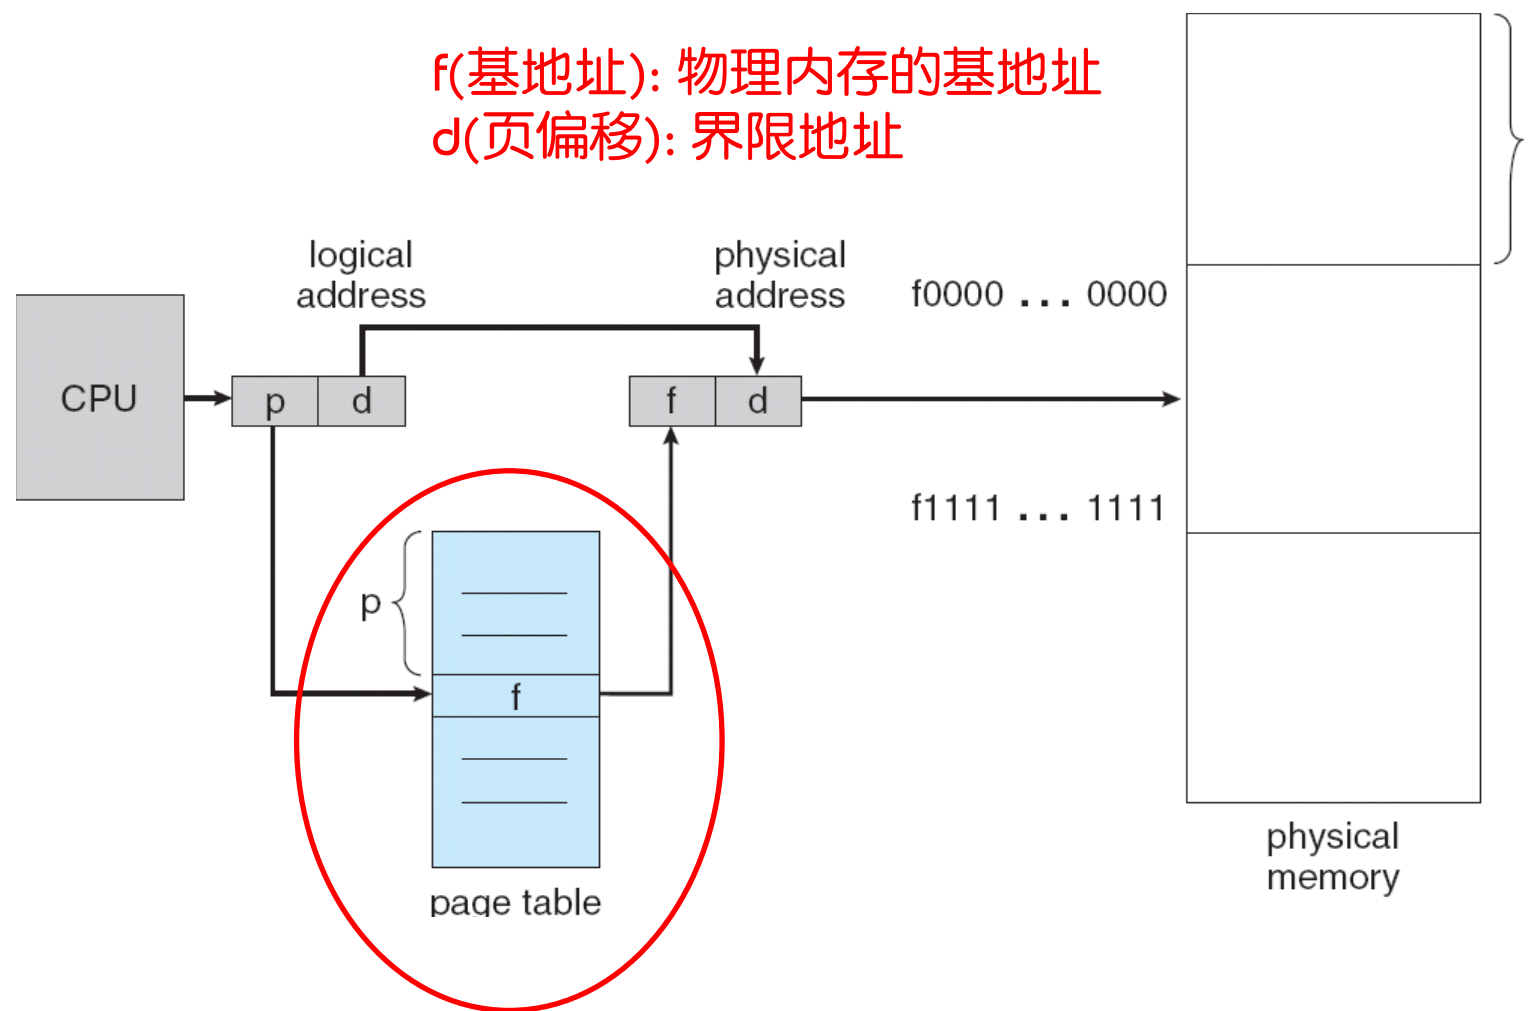 f(基地址): 物理内存的基地址
d(页偏移): 界限地址
logical
address
physical
address
f0000 ... 0000
CPU
p d
f d
f1111 ... 1111
p
f
page table
physical
memory